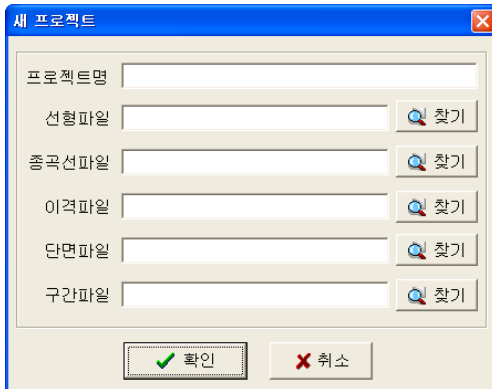 새 프로젝트
프로젝트명
선형파일 찾기
종곡선파일 찾기
이격파일 찾기
단면파일 찾기
구간파일 찾기
확인 취소